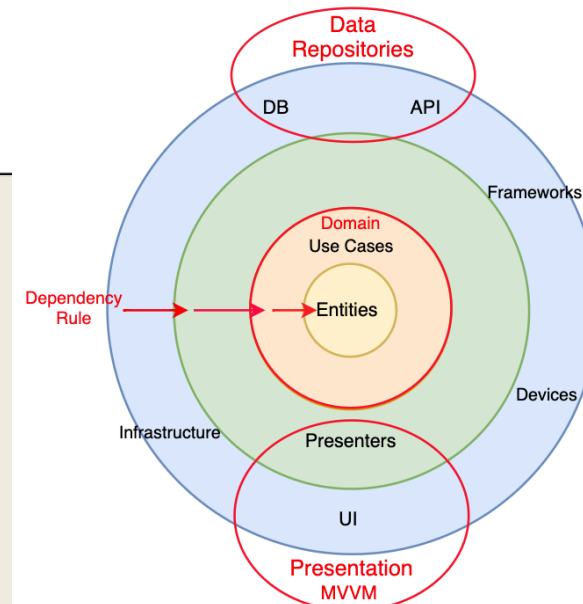 Data
Repositories
DB
API
Frameworks
Domain
Use Cases
Dependency
Rule
Entities
Devices
Infrastructure
Presenters
UI
Presentation
MVVM